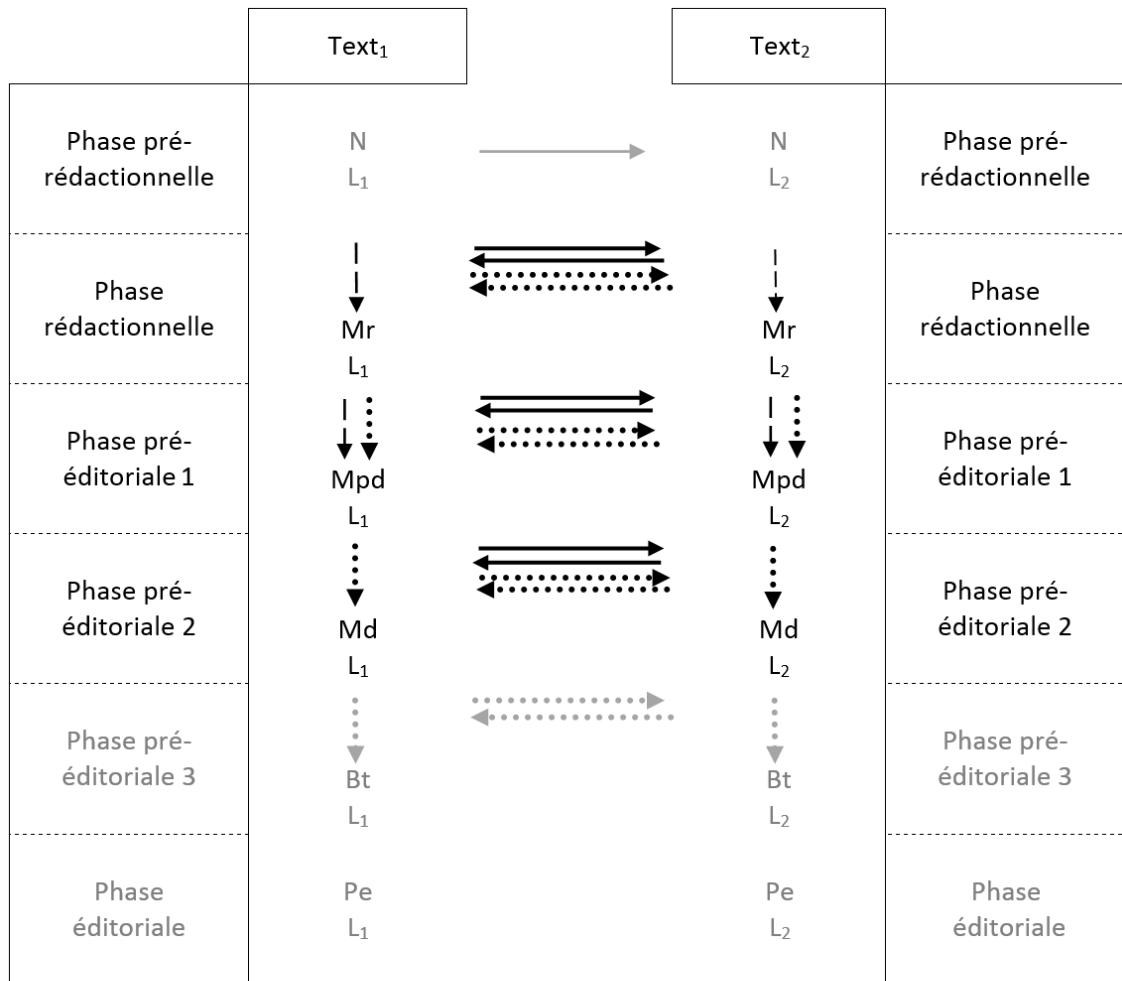 Text₁
Text₂
Phase pré-
rédactionnelle
N
L₁
N
L₂
Phase pré-
rédactionnelle
Phase
rédactionnelle
Mr
L₁
Mr
L₂
Phase
rédactionnelle
Phase pré-
éditoriale 1
Mpd
L₁
Mpd
L₂
Phase pré-
éditoriale 1
Phase pré-
éditoriale 2
Md
L₁
Md
L₂
Phase pré-
éditoriale 2
Phase pré-
éditoriale 3
Bt
L₁
Bt
L₂
Phase pré-
éditoriale 3
Phase
éditoriale
Pe
L₁
Pe
L₂
Phase
éditoriale